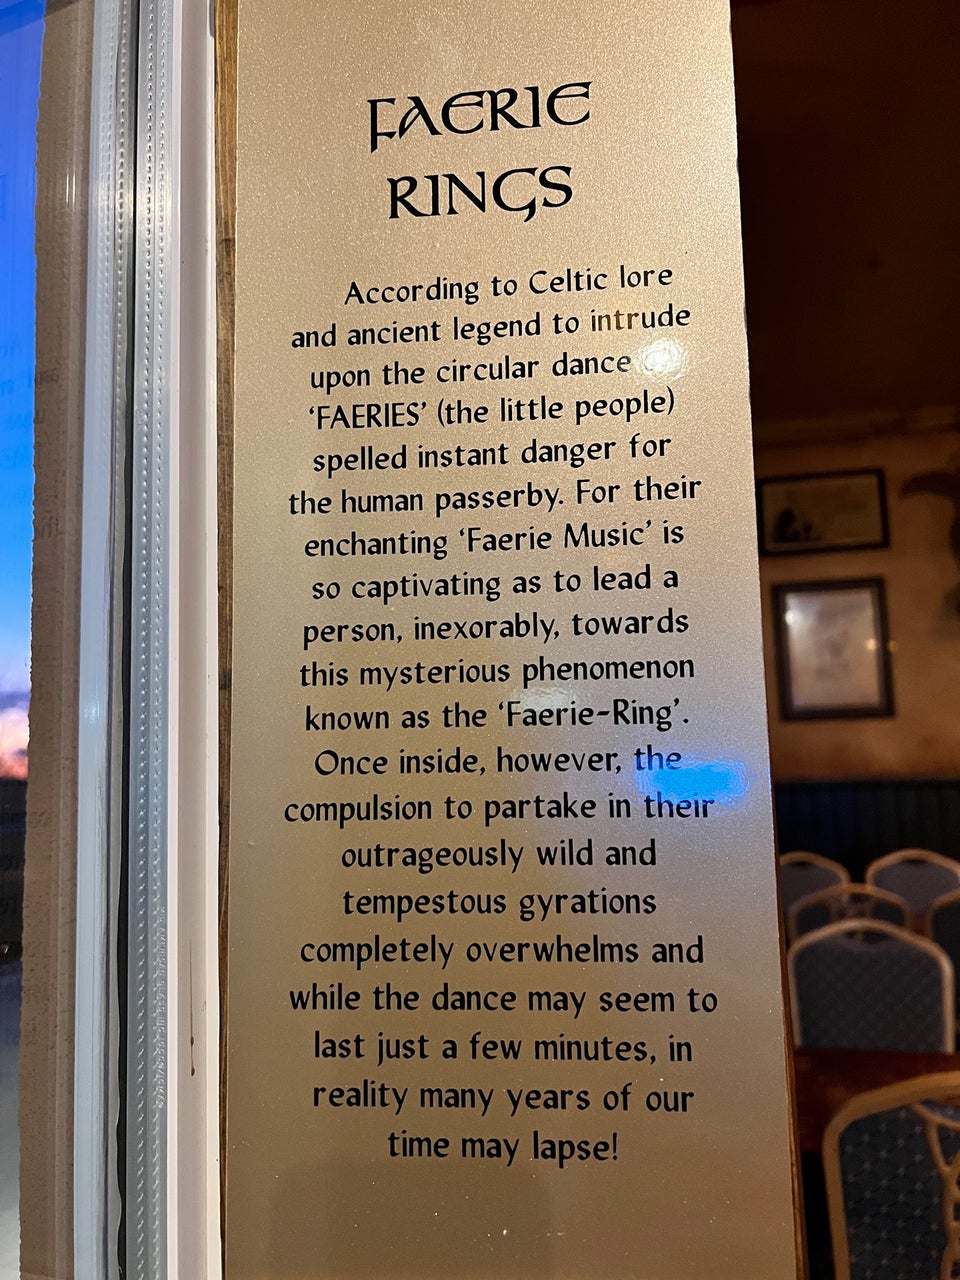 FAERIE
RINGS
According to Celtic lore
and ancient legend to intrude
upon the circular dance
'FAERIES' (the little people)
spelled instant danger for
the human passerby. For their
enchanting 'Faerie Music' is
so captivating as to lead a
person, inexorably, towards
this mysterious phenomenon
known as the 'Faerie-Ring'.
Once inside, however, the
compulsion to partake in their
outrageously wild and
tempestous gyrations
completely overwhelms and
while the dance may seem to
last just a few minutes, in
reality many years of our
time may lapse!